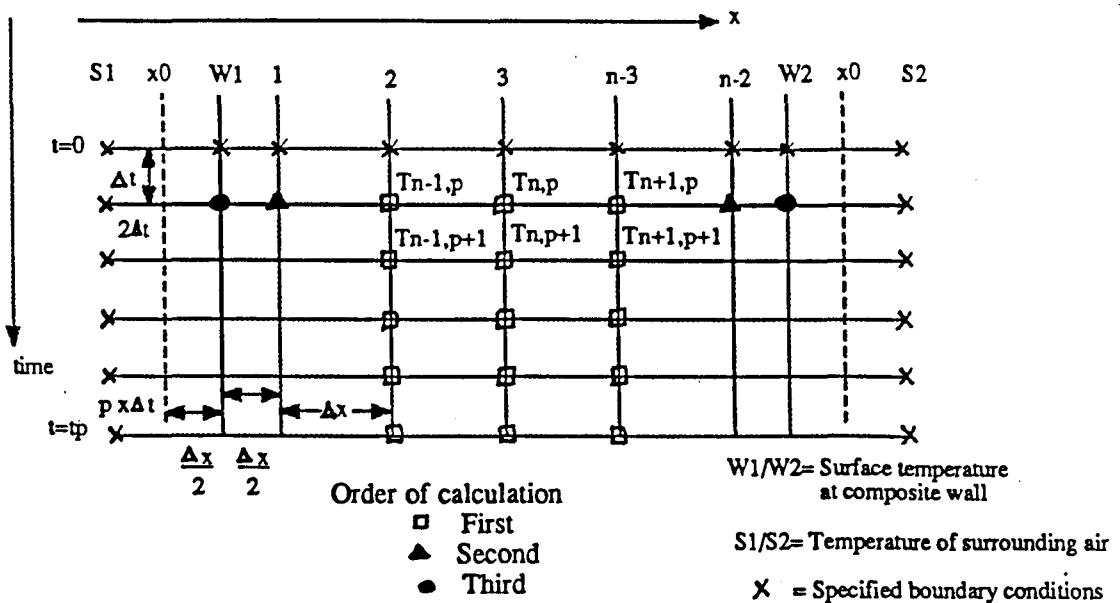 x
S1 x0 W1 1 2 3 n-3 n-2 W2 x0 S2
t=0
Δt
Tn-1,p Tn,p Tn+1,p
2Δt
Tn-1,p+1 Tn,p+1 Tn+1,p+1
time
p x Δt
Δx
t=tp
Δx/2 Δx/2
W1/W2= Surface temperature
at composite wall
Order of calculation
First
Second
Third
S1/S2= Temperature of surrounding air
X = Specified boundary conditions